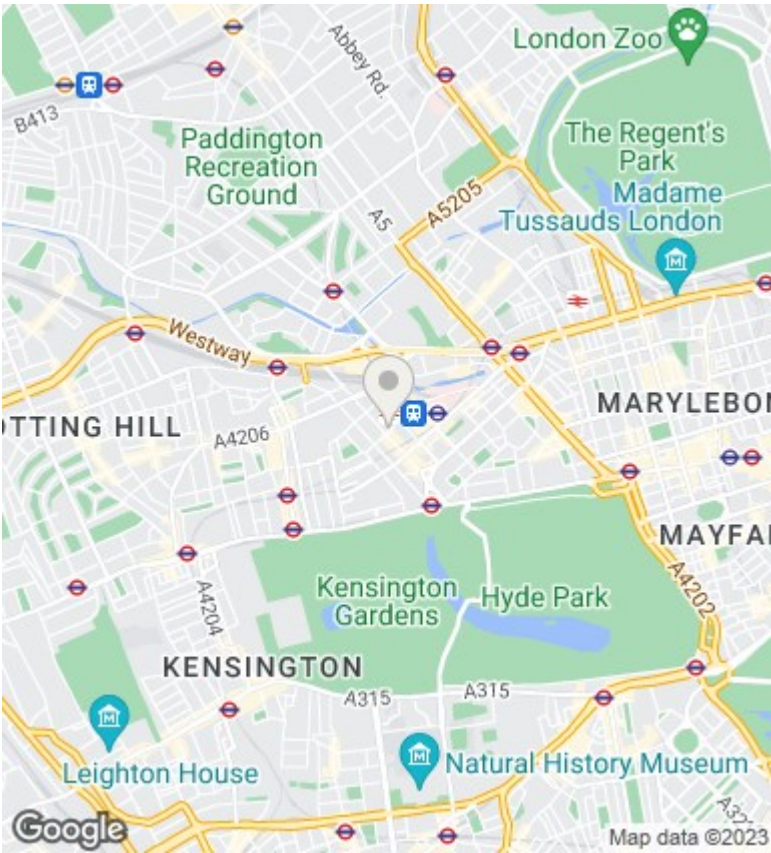 London Zoo
Abbey Rd.
B413
Paddington
Recreation
Ground
The Regent's
Park
A5205
A5
Madame
Tussauds London
Westway
OTTING HILL
A4206
MARYLEBON
MAYFAI
A4202
Kensington
Gardens
Hyde Park
A4204
KENSINGTON
A315
A315
Leighton House
Natural History Museum
Google
Map data ©2023